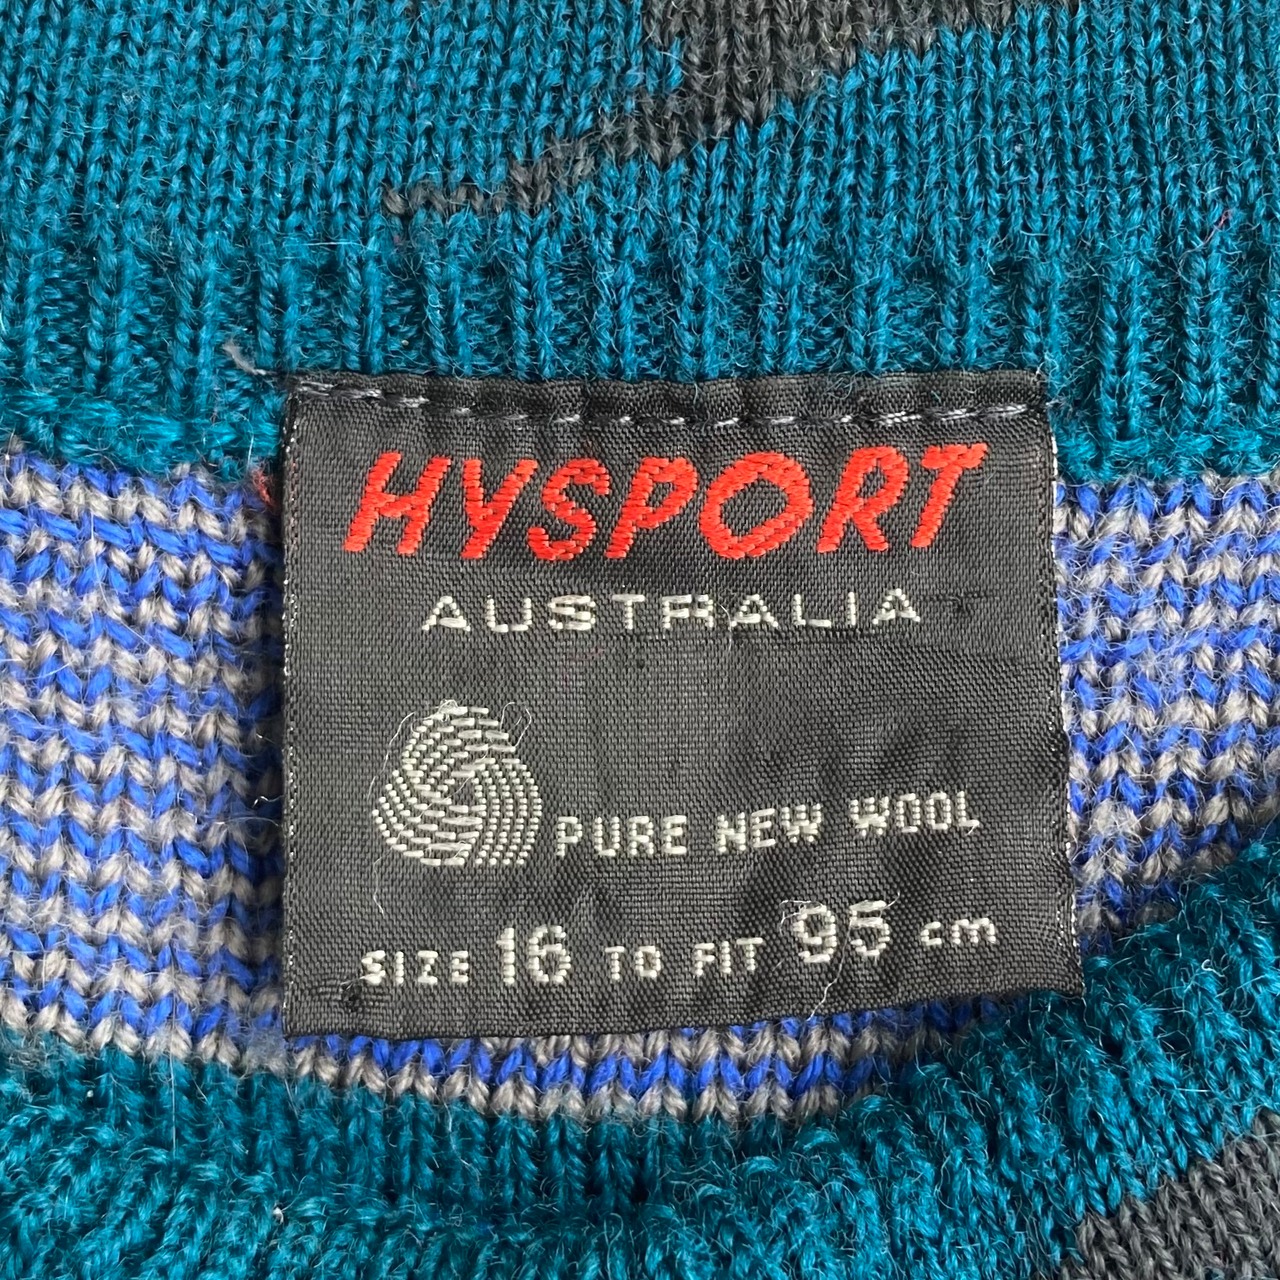 HYSPORT
AUSTRALIA
PURE NEW WOOL
SIZE 16 TO FIT 95 cm